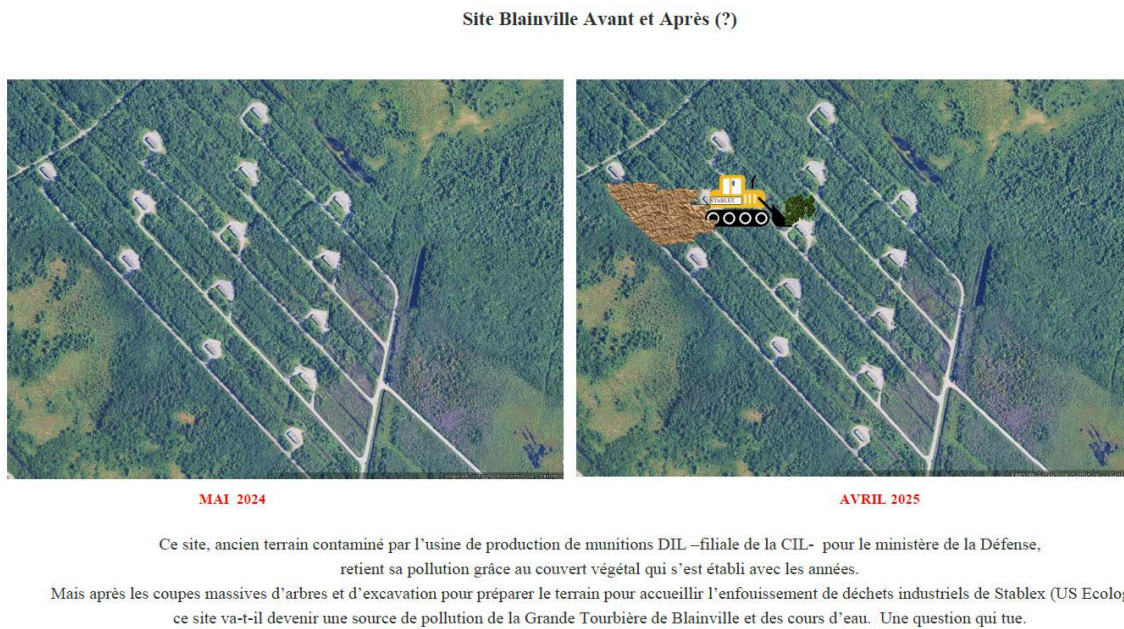 Site Blainville Avant et Après (?)
STABLEX
MAI 2024
AVRIL 2025
Ce site, ancien terrain contaminé par l’usine de production de munitions DIL –filiale de la CIL- pour le ministère de la Défense,
retient sa pollution grâce au couvert végétal qui s’est établi avec les années.
Mais après les coupes massives d’arbres et d’excavation pour préparer le terrain pour accueillir l’enfouissement de déchets industriels de Stablex (US Ecolog
ce site va-t-il devenir une source de pollution de la Grande Tourbière de Blainville et des cours d’eau. Une question qui tue.